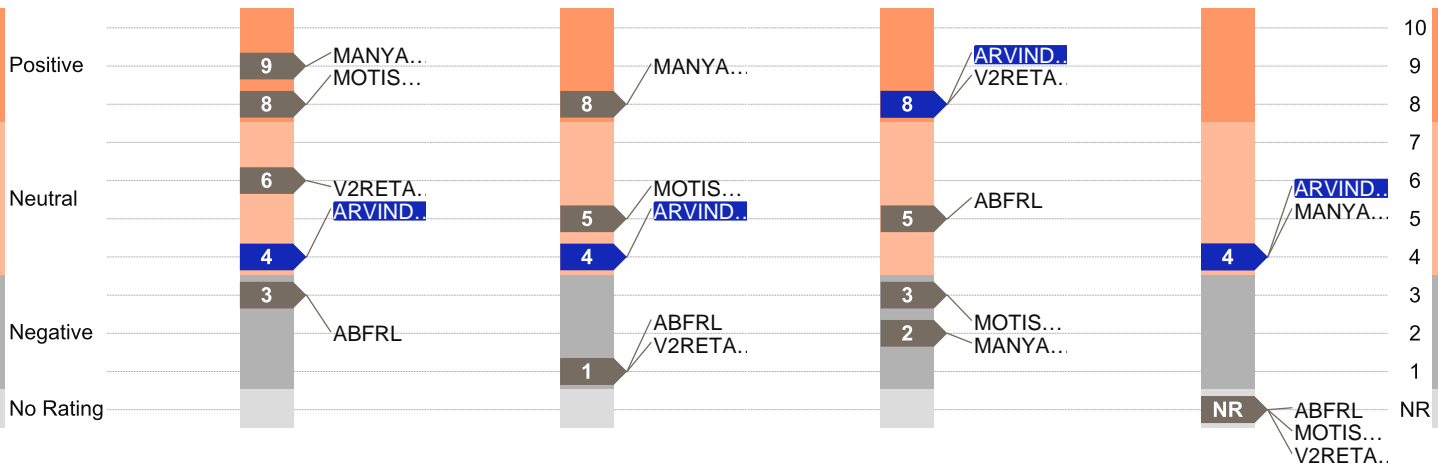 10
Positive
9
MANYA...
MOTIS...
8
MANYA...
8
ARVIND..
V2RETA..
8
9
8
7
Neutral
6
V2RETA..
ARVIND..
4
MOTIS...
ARVIND..
5
4
ABFRL
5
ARVIND..
MANYA...
4
6
5
4
Negative
3
ABFRL
ABFRL
V2RETA..
1
3
2
MOTIS...
MANYA...
3
2
1
No Rating
NR
ABFRL
MOTIS...
V2RETA..
NR